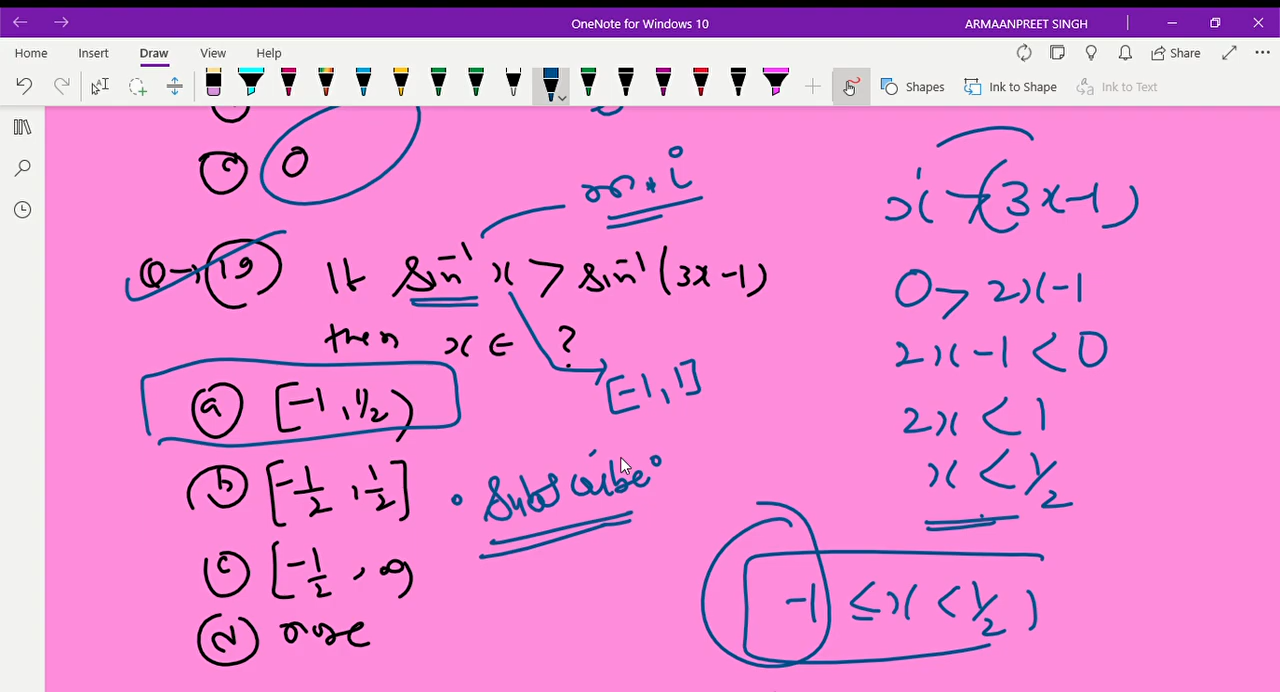 OneNote for Windows 10
ARMAANPREET SINGH
Home Insert Draw View Help
Share
Shapes Ink to Shape Ink to Text
c 0
Q → 19 If sin⁻¹ x > sin⁻¹(3x-1)
then x ∈ ?
[-1, 1]
a [-1, 1/2)
b [-1/2, 1/2]
c [-1/2,
d none
Subscribe
(3x-1)
0 > 2x-1
2x-1 < 0
2x < 1
x < 1/2
-1 ≤ x < 1/2)